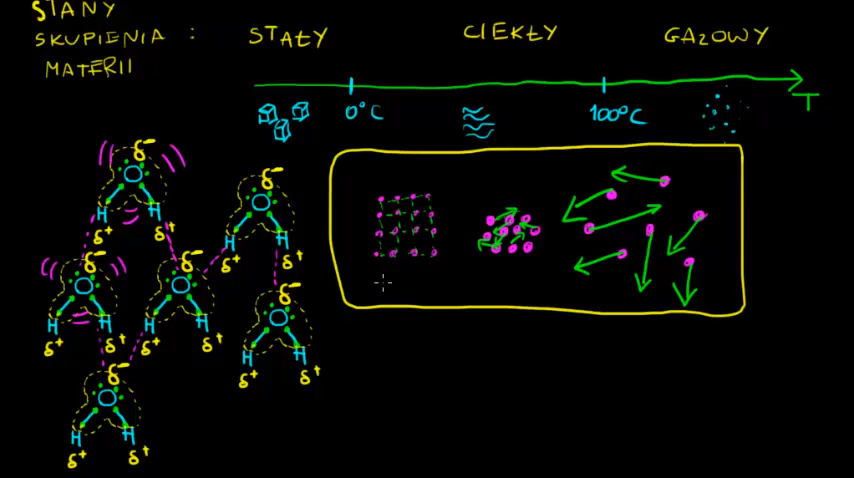 STANY
SKUPIENIA :
MATERII
STAŁY
CIEKŁY
GAZOWY
0°C
100°C
T
δ-
O
H
H
δ+
δ+
δ-
O
H
H
δ+
δ+
δ-
O
H
H
δ+
δ+
δ-
O
H
H
δ+
δ+
δ-
O
H
H
δ+
δ+
δ-
O
H
H
δ+
δ+